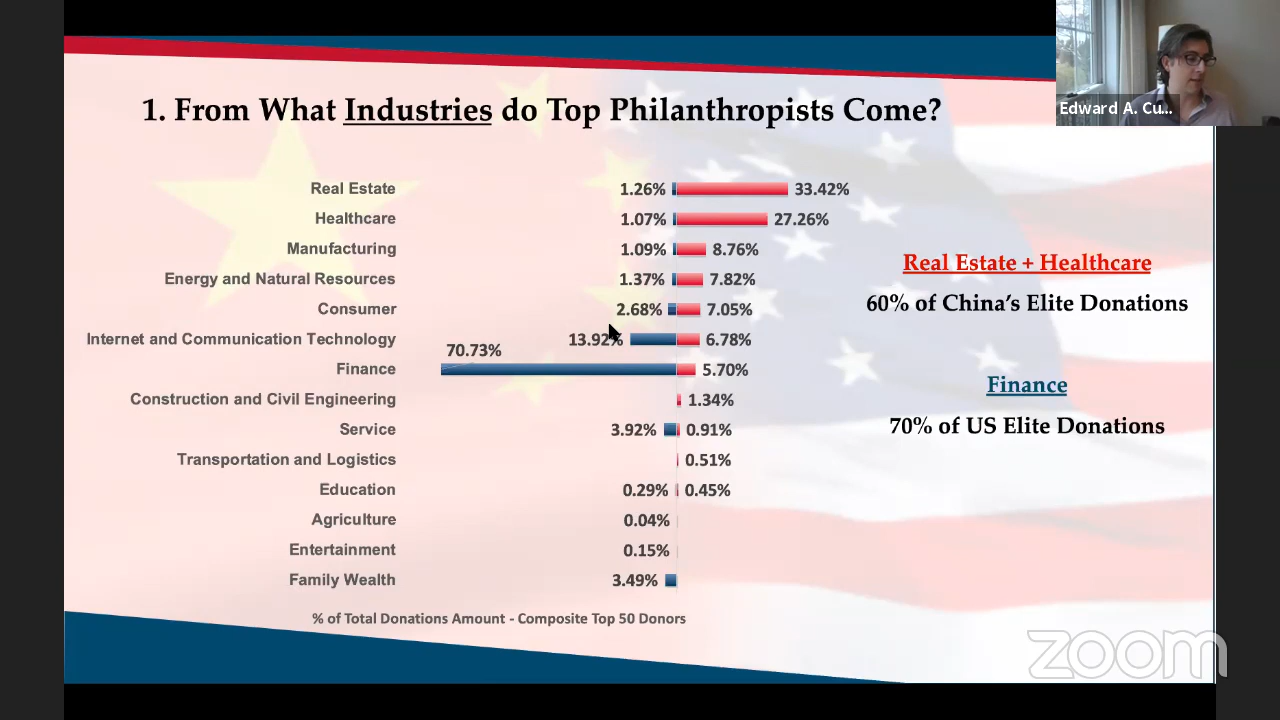 Edward A. Cu...
1. From What Industries do Top Philanthropists Come?
Real Estate 1.26% 33.42%
Healthcare 1.07% 27.26%
Manufacturing 1.09% 8.76%
Energy and Natural Resources 1.37% 7.82%
Consumer 2.68% 7.05%
Internet and Communication Technology 13.92% 6.78%
Finance 70.73% 5.70%
Construction and Civil Engineering 1.34%
Service 3.92% 0.91%
Transportation and Logistics 0.51%
Education 0.29% 0.45%
Agriculture 0.04%
Entertainment 0.15%
Family Wealth 3.49%
% of Total Donations Amount - Composite Top 50 Donors
Real Estate + Healthcare
60% of China’s Elite Donations
Finance
70% of US Elite Donations
zoom